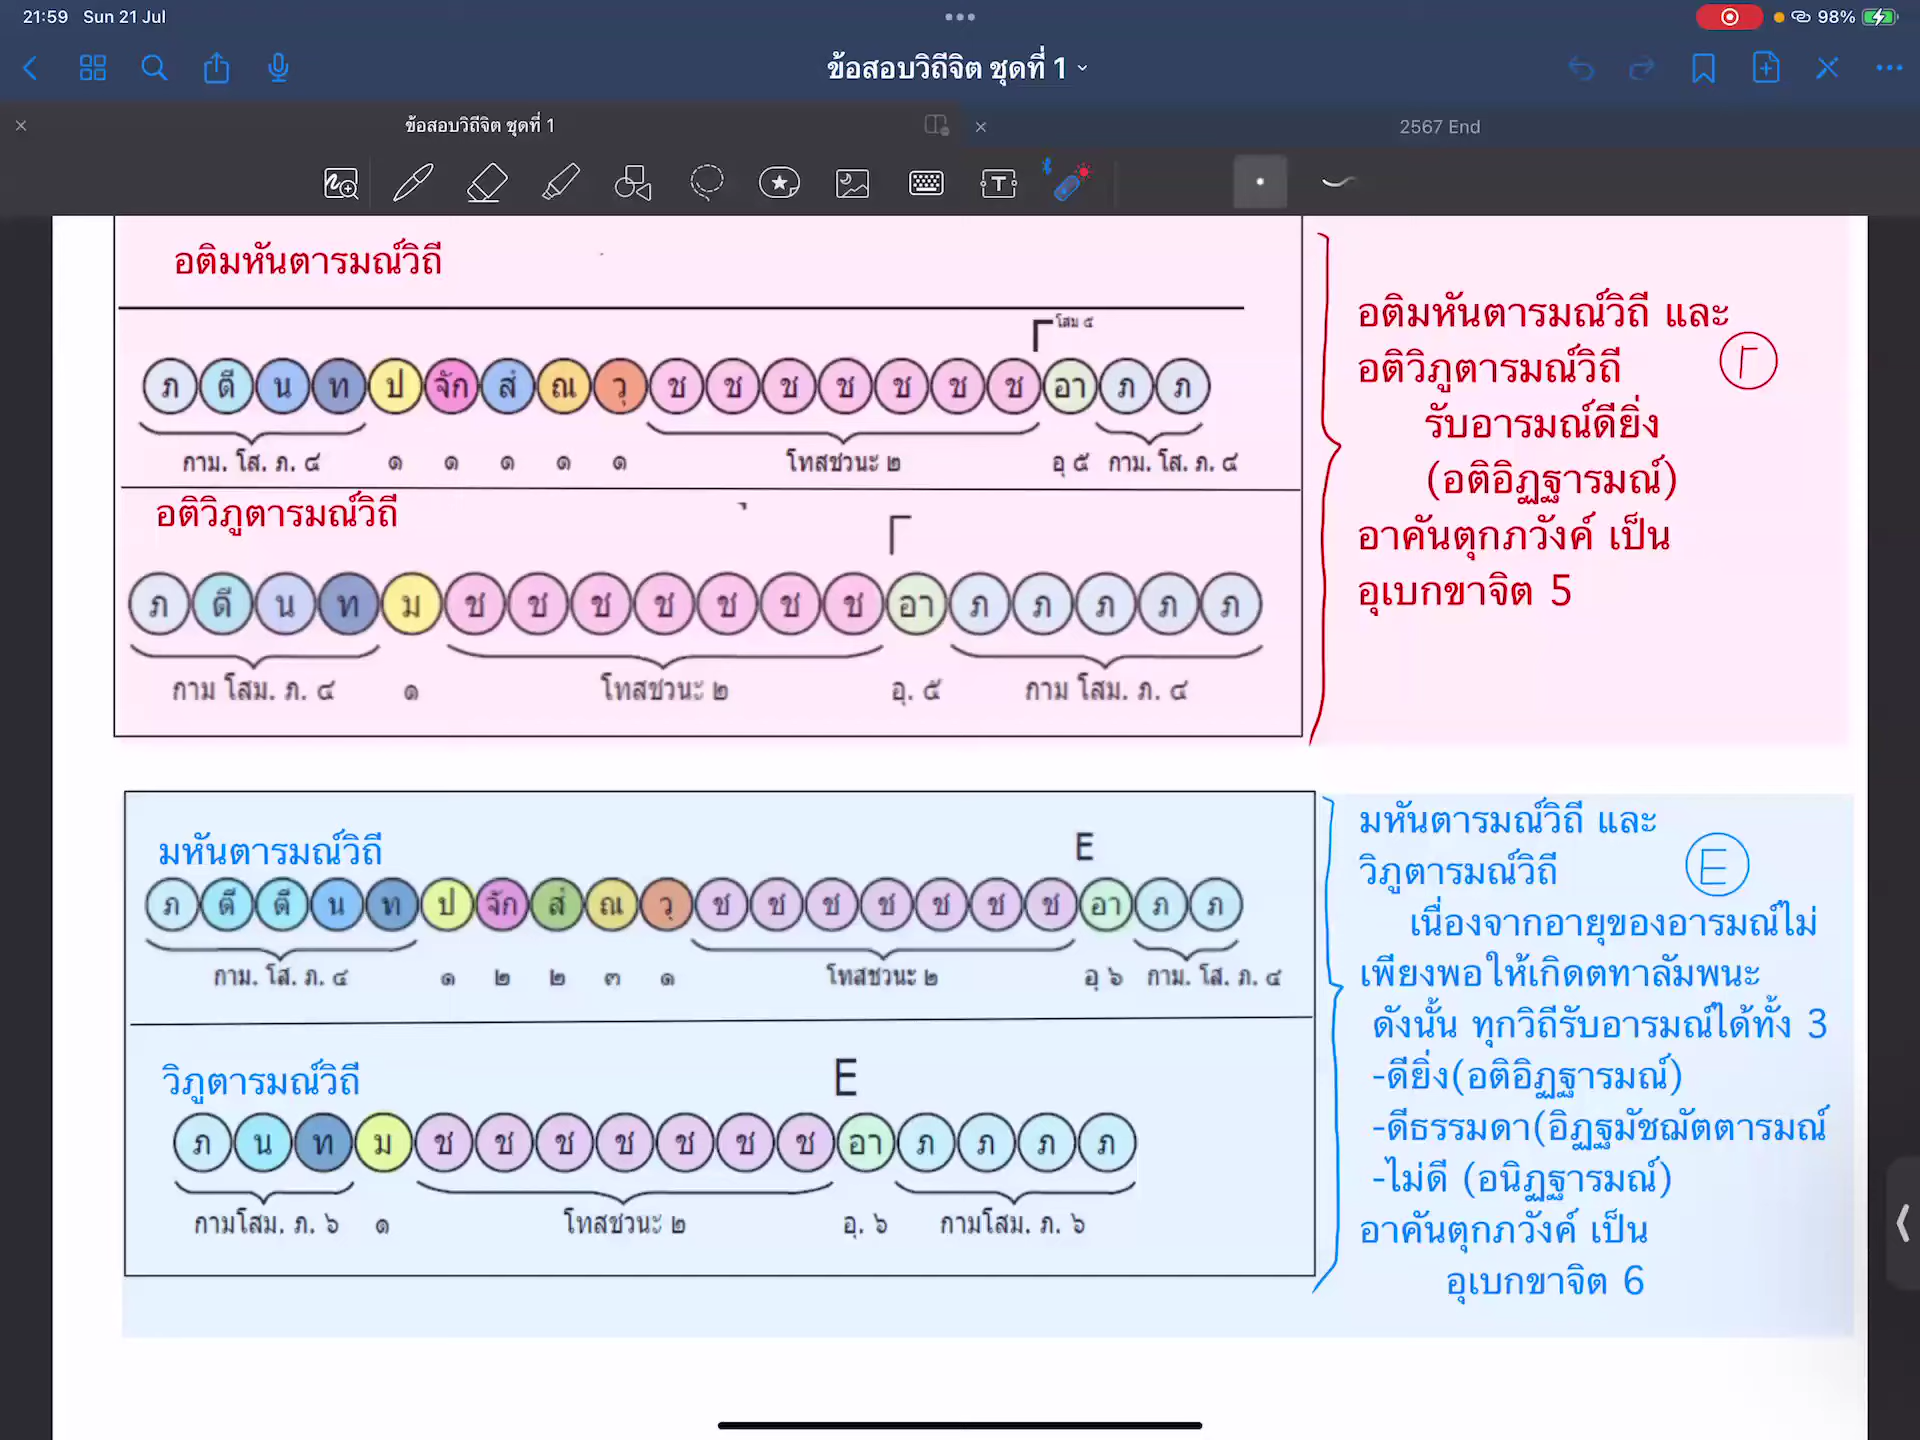 21:59 Sun 21 Jul
98%
ข้อสอบวิถีจิต ชุดที่ 1
ข้อสอบวิถีจิต ชุดที่ 1
2567 End
อติมหันตารมณ์วิถี
โสม ๕
ภ ตี น ท ป จัก สํ ณ วุ ช ช ช ช ช ช ช อา ภ ภ
กาม. โส. ภ. ๔ ๑ ๑ ๑ ๑ ๑ โทสชวนะ ๒ อุ ๕ กาม. โส. ภ. ๔
อติวิภูตารมณ์วิถี
ภ ตี น ท ม ช ช ช ช ช ช ช อา ภ ภ ภ ภ ภ
กาม โสม. ภ. ๔ ๑ โทสชวนะ ๒ อุ. ๕ กาม โสม. ภ. ๔
อติมหันตารมณ์วิถี และ
อติวิภูตารมณ์วิถี
รับอารมณ์ดียิ่ง
(อติอิฏฐารมณ์)
อาคันตุกภวังค์ เป็น
อุเบกขาจิต 5
มหันตารมณ์วิถี
E
ภ ตี ตี น ท ป จัก สํ ณ วุ ช ช ช ช ช ช ช อา ภ ภ
กาม. โส. ภ. ๔ ๑ ๒ ๒ ๓ ๑ โทสชวนะ ๒ อุ ๖ กาม. โส. ภ. ๔
วิภูตารมณ์วิถี
E
ภ น ท ม ช ช ช ช ช ช ช อา ภ ภ ภ ภ
กามโสม. ภ. ๖ ๑ โทสชวนะ ๒ อุ. ๖ กามโสม. ภ. ๖
มหันตารมณ์วิถี และ
วิภูตารมณ์วิถี E
เนื่องจากอายุของอารมณ์ไม่
เพียงพอให้เกิดตทาลัมพนะ
ดังนั้น ทุกวิถีรับอารมณ์ได้ทั้ง 3
-ดียิ่ง(อติอิฏฐารมณ์)
-ดีธรรมดา(อิฏฐมัชฌัตตารมณ์
-ไม่ดี (อนิฏฐารมณ์)
อาคันตุกภวังค์ เป็น
อุเบกขาจิต 6